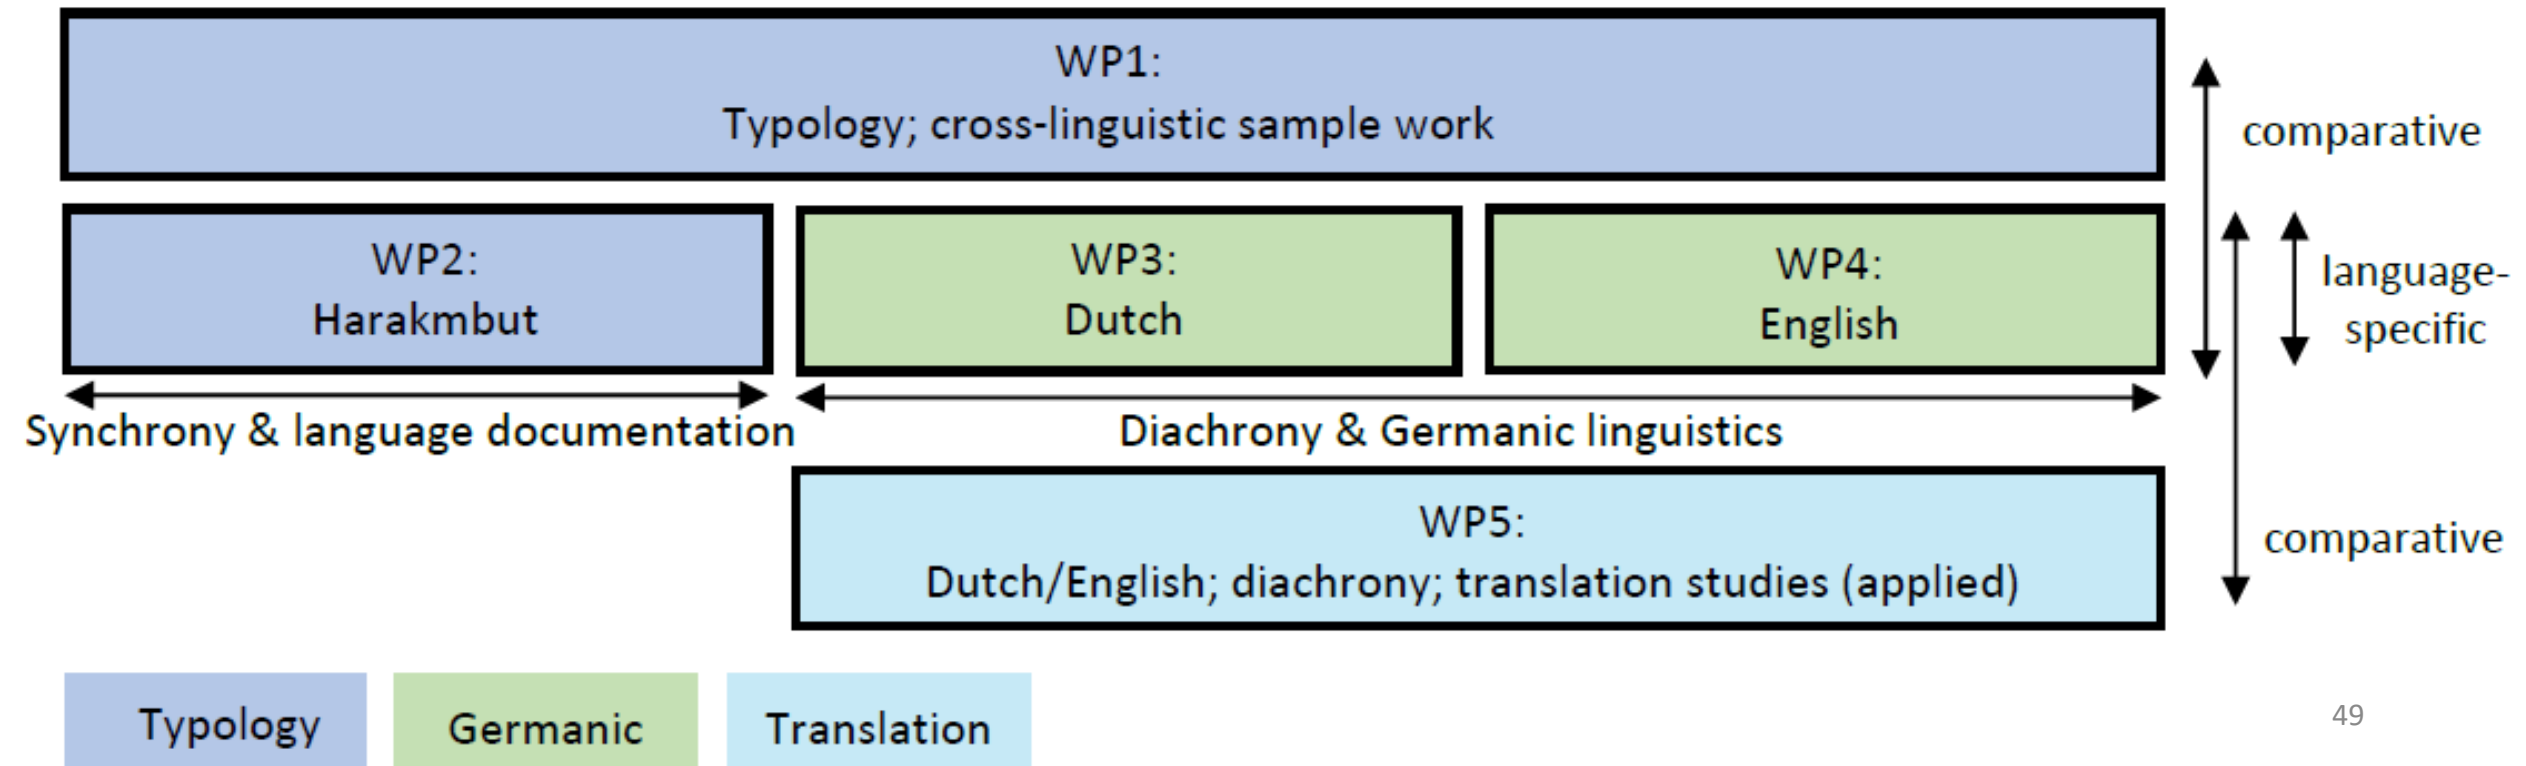 WP1:
Typology; cross-linguistic sample work
comparative
WP2:
Harakmbut
WP3:
Dutch
WP4:
English
language-
specific
Synchrony & language documentation
Diachrony & Germanic linguistics
WP5:
Dutch/English; diachrony; translation studies (applied)
comparative
Typology
Germanic
Translation
49